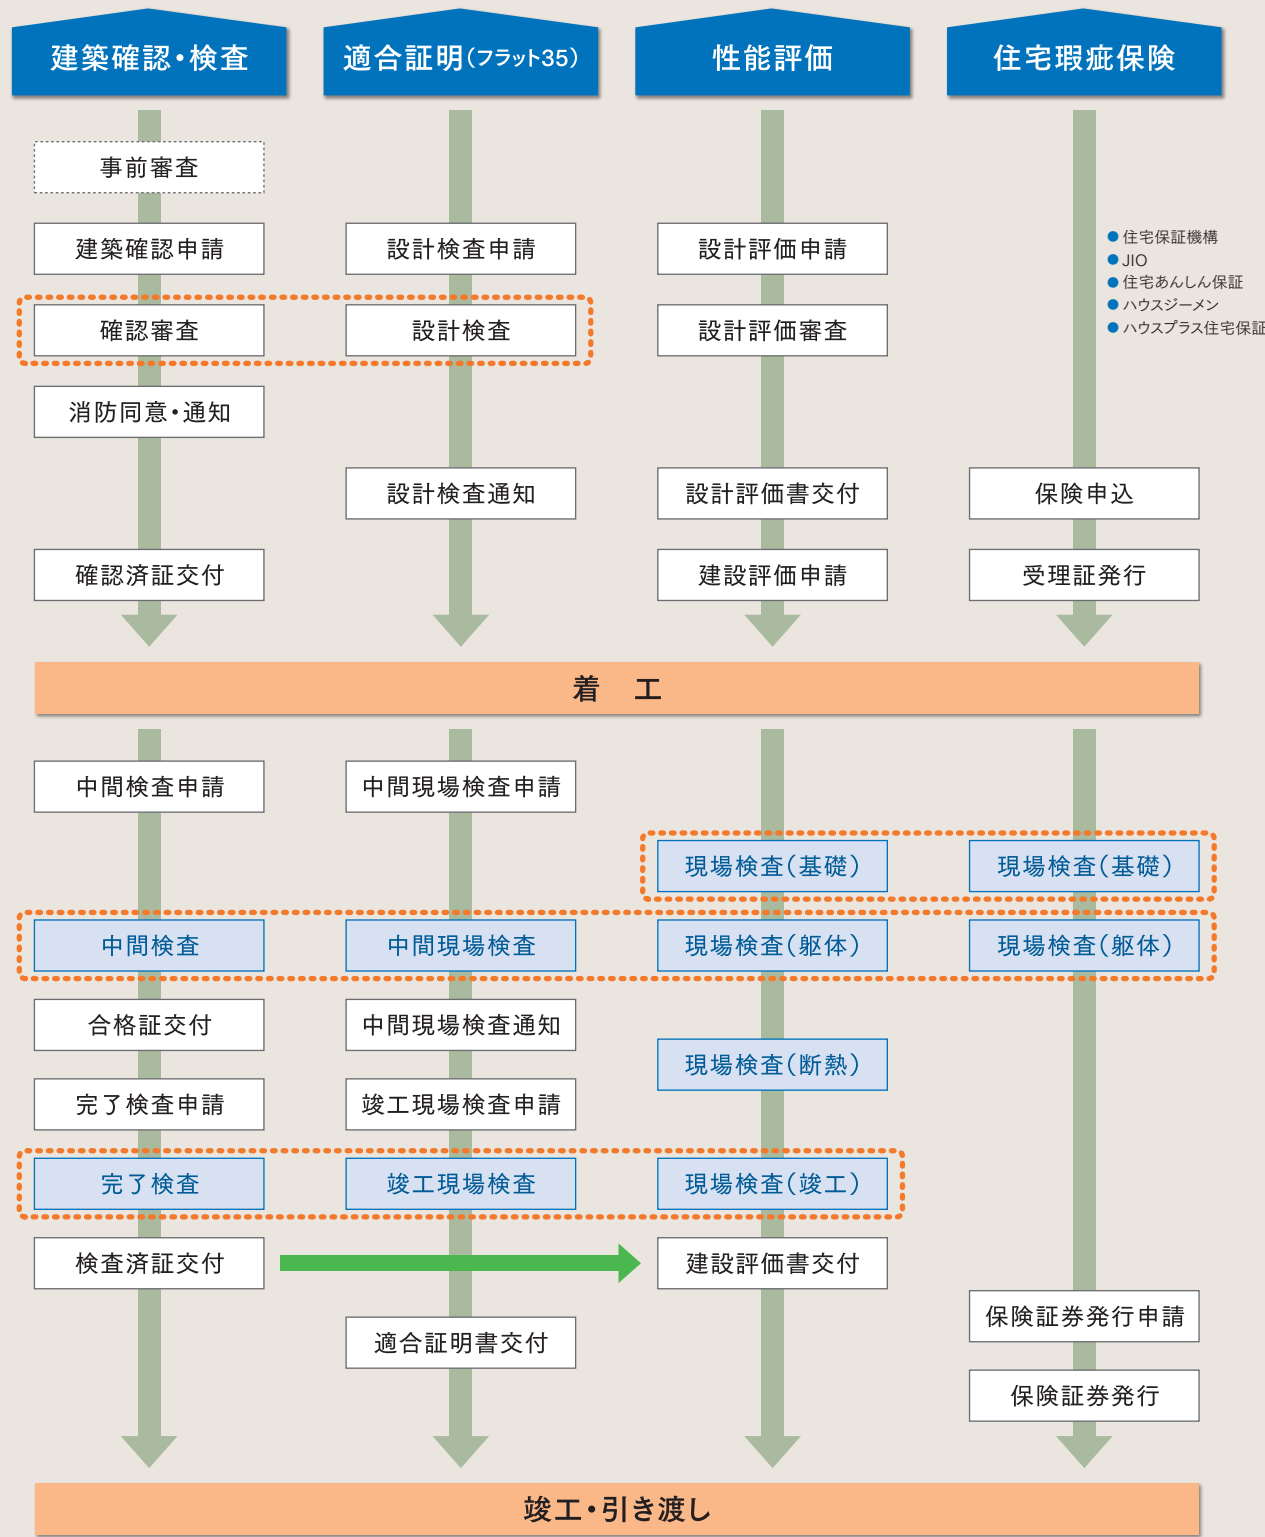 建築確認・検査
適合証明(フラット35)
性能評価
住宅瑕疵保険
事前審査
建築確認申請
設計検査申請
設計評価申請
●住宅保証機構
●JIO
●住宅あんしん保証
●ハウスジーメン
●ハウスプラス住宅保証
確認審査
設計検査
設計評価審査
消防同意・通知
設計検査通知
設計評価書交付
保険申込
確認済証交付
建設評価申請
受理証発行
着 工
中間検査申請
中間現場検査申請
現場検査(基礎)
現場検査(基礎)
中間検査
中間現場検査
現場検査(躯体)
現場検査(躯体)
合格証交付
中間現場検査通知
現場検査(断熱)
完了検査申請
竣工現場検査申請
完了検査
竣工現場検査
現場検査(竣工)
検査済証交付
建設評価書交付
保険証券発行申請
適合証明書交付
保険証券発行
竣工・引き渡し